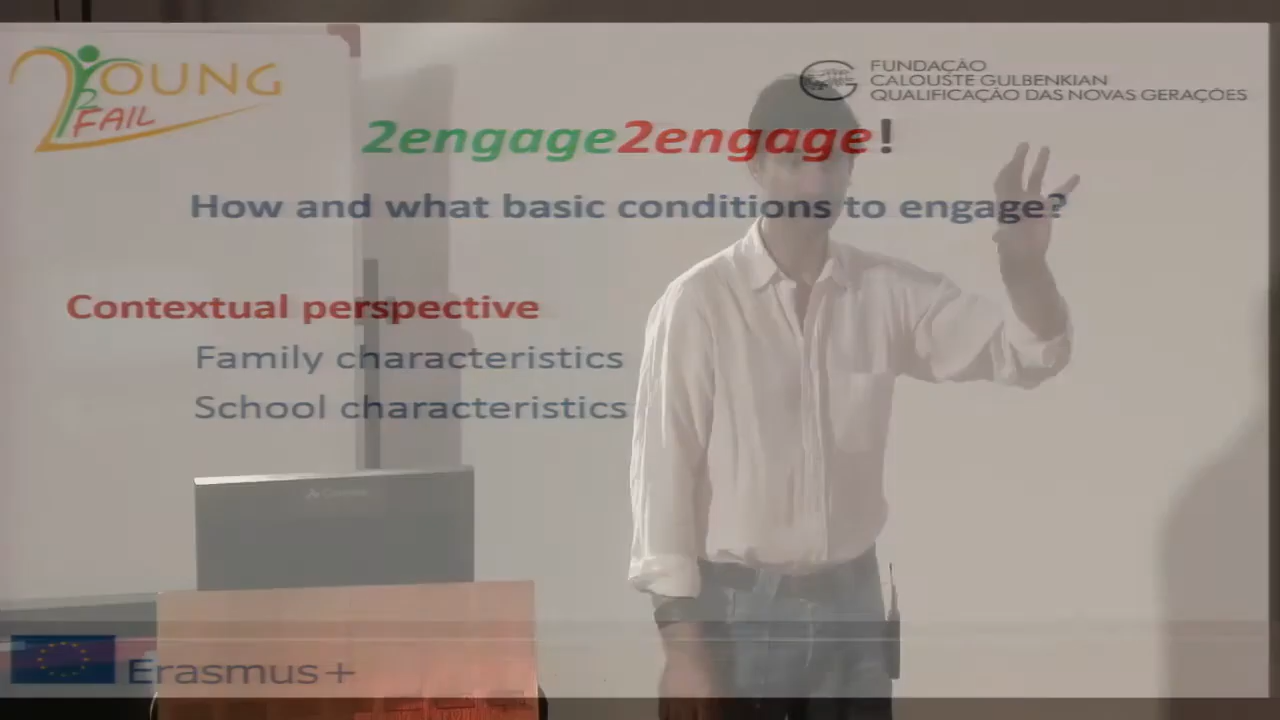 YOUNG
2
FAIL
FUNDAÇÃO
CALOUSTE GULBENKIAN
QUALIFICAÇÃO DAS NOVAS GERAÇÕES
2engage2engage!
How and what basic conditions to engage?
Contextual perspective
Family characteristics
School characteristics
Erasmus+